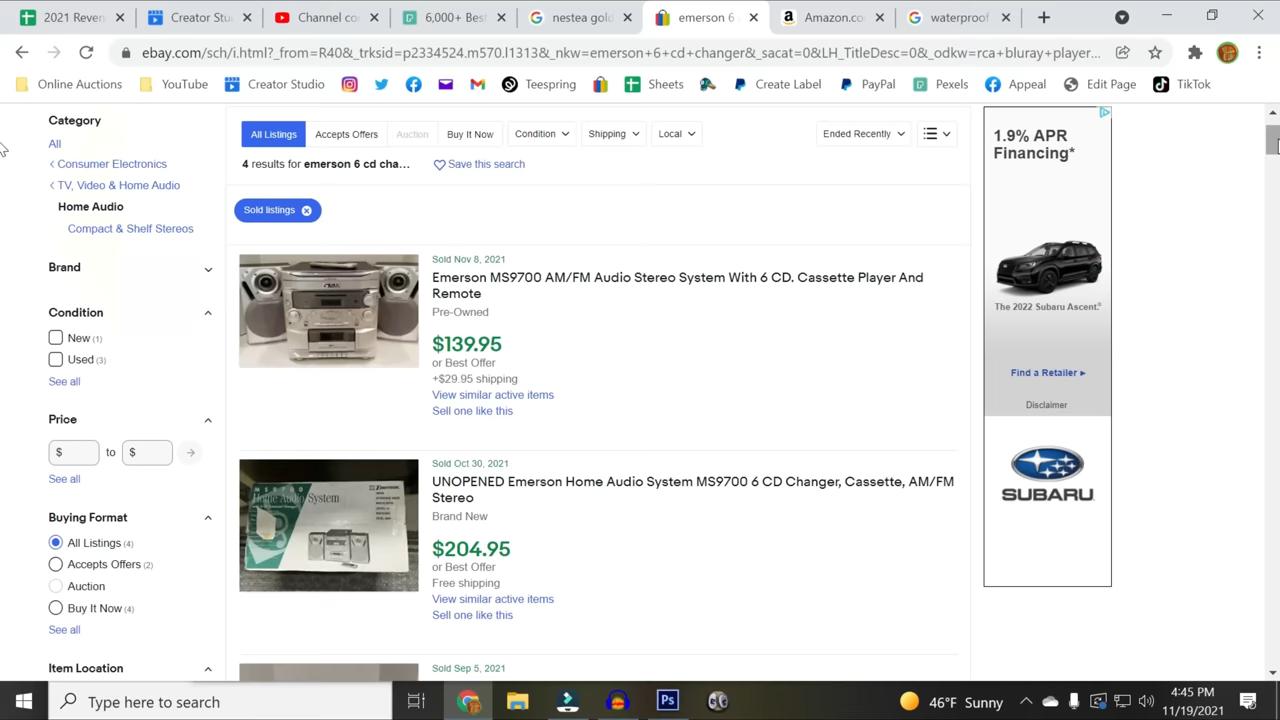 2021 Reven
Creator Stu
Channel co
6,000+ Bes
nestea gold
emerson 6
Amazon.co
waterproof
ebay.com/sch/i.html?_from=R40&_trksid=p2334524.m570.l1313&_nkw=emerson+6+cd+changer&_sacat=0&LH_TitleDesc=0&_odkw=rca+bluray+player...
Online Auctions
YouTube
Creator Studio
Teespring
Sheets
Create Label
PayPal
Pexels
Appeal
Edit Page
TikTok
Category
All
Consumer Electronics
TV, Video & Home Audio
Home Audio
Compact & Shelf Stereos
Brand
Condition
New (1)
Used (3)
See all
Price
$ to $
See all
Buying Format
All Listings (4)
Accepts Offers (2)
Auction
Buy It Now (4)
See all
Item Location
All Listings
Accepts Offers
Auction
Buy It Now
Condition
Shipping
Local
Ended Recently
4 results for emerson 6 cd cha...
Save this search
Sold listings
Sold Nov 8, 2021
Emerson MS9700 AM/FM Audio Stereo System With 6 CD. Cassette Player And
Remote
Pre-Owned
$139.95
or Best Offer
+$29.95 shipping
View similar active items
Sell one like this
MS9700
Home Audio System
Sold Oct 30, 2021
UNOPENED Emerson Home Audio System MS9700 6 CD Changer, Cassette, AM/FM
Stereo
Brand New
$204.95
or Best Offer
Free shipping
View similar active items
Sell one like this
Sold Sep 5, 2021
1.9% APR
Financing*
The 2022 Subaru Ascent.®
Find a Retailer ▸
Disclaimer
SUBARU
Type here to search
46°F Sunny
4:45 PM
11/19/2021